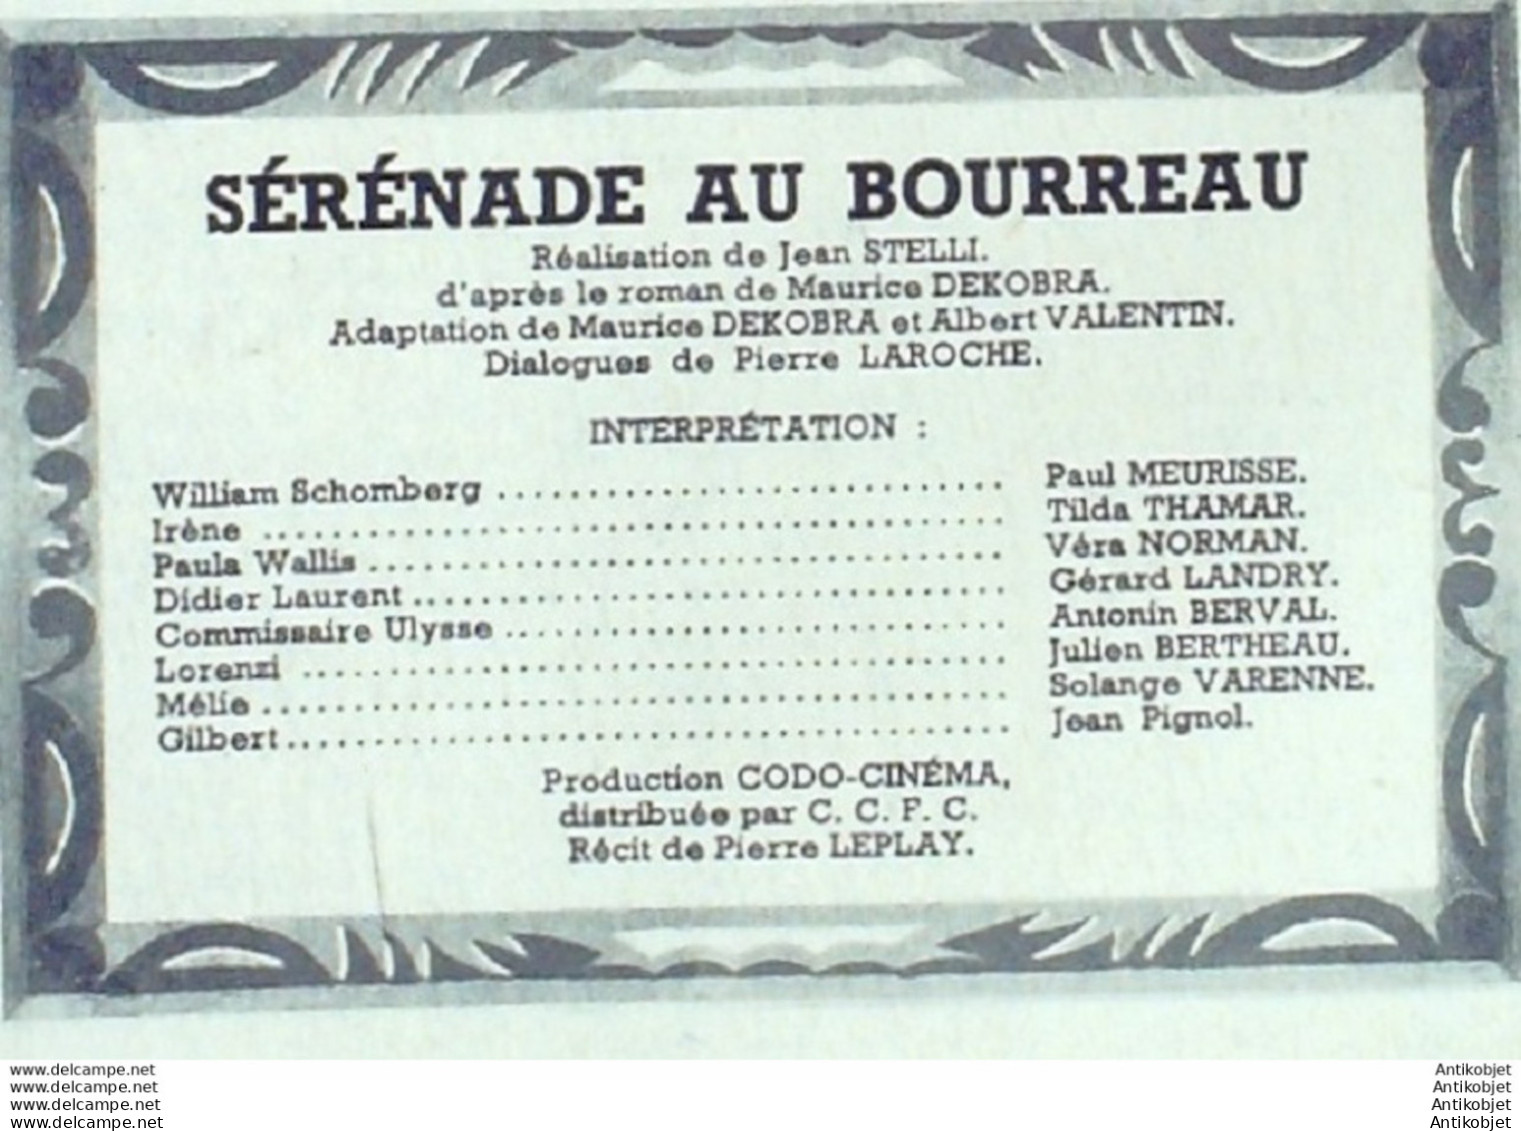 SÉRÉNADE AU BOURREAU
Réalisation de Jean STELLI.
d'après le roman de Maurice DEKOBRA.
Adaptation de Maurice DEKOBRA et Albert VALENTIN.
Dialogues de Pierre LAROCHE.
INTERPRÉTATION :
William Schomberg .............................. Paul MEURISSE.
Irène .............................. Tilda THAMAR.
Paula Wallis .............................. Véra NORMAN.
Didier Laurent .............................. Gérard LANDRY.
Commissaire Ulysse .............................. Antonin BERVAL.
Lorenzi .............................. Julien BERTHEAU.
Mélie .............................. Solange VARENNE.
Gilbert .............................. Jean Pignol.
Production CODO-CINÉMA,
distribuée par C. C. F. C.
Récit de Pierre LEPLAY.
www.delcampe.net Antikobjet
www.delcampe.net Antikobjet
www.delcampe.net Antikobjet
www.delcampe.net Antikobjet